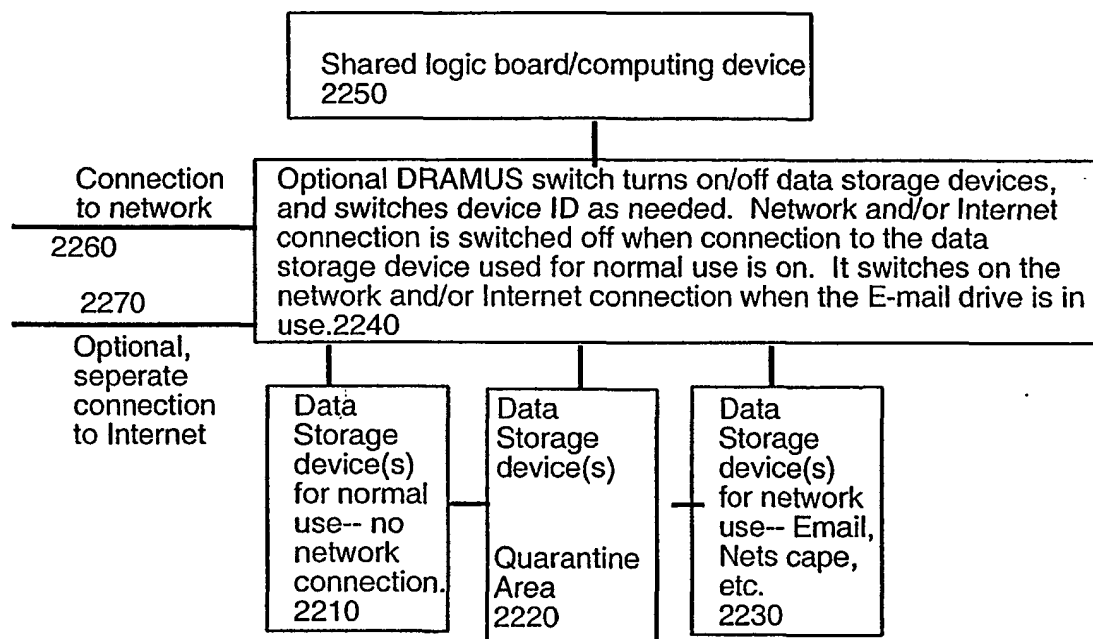 Shared logic board/computing device
2250
Connection
to network
2260
2270
Optional,
seperate
connection
to Internet
Optional DRAMUS switch turns on/off data storage devices,
and switches device ID as needed. Network and/or Internet
connection is switched off when connection to the data
storage device used for normal use is on. It switches on the
network and/or Internet connection when the E-mail drive is in
use.2240
Data
Storage
device(s)
for normal
use-- no
network
connection.
2210
Data
Storage
device(s)
Quarantine
Area
2220
Data
Storage
device(s)
for network
use-- Email,
Nets cape,
etc.
2230